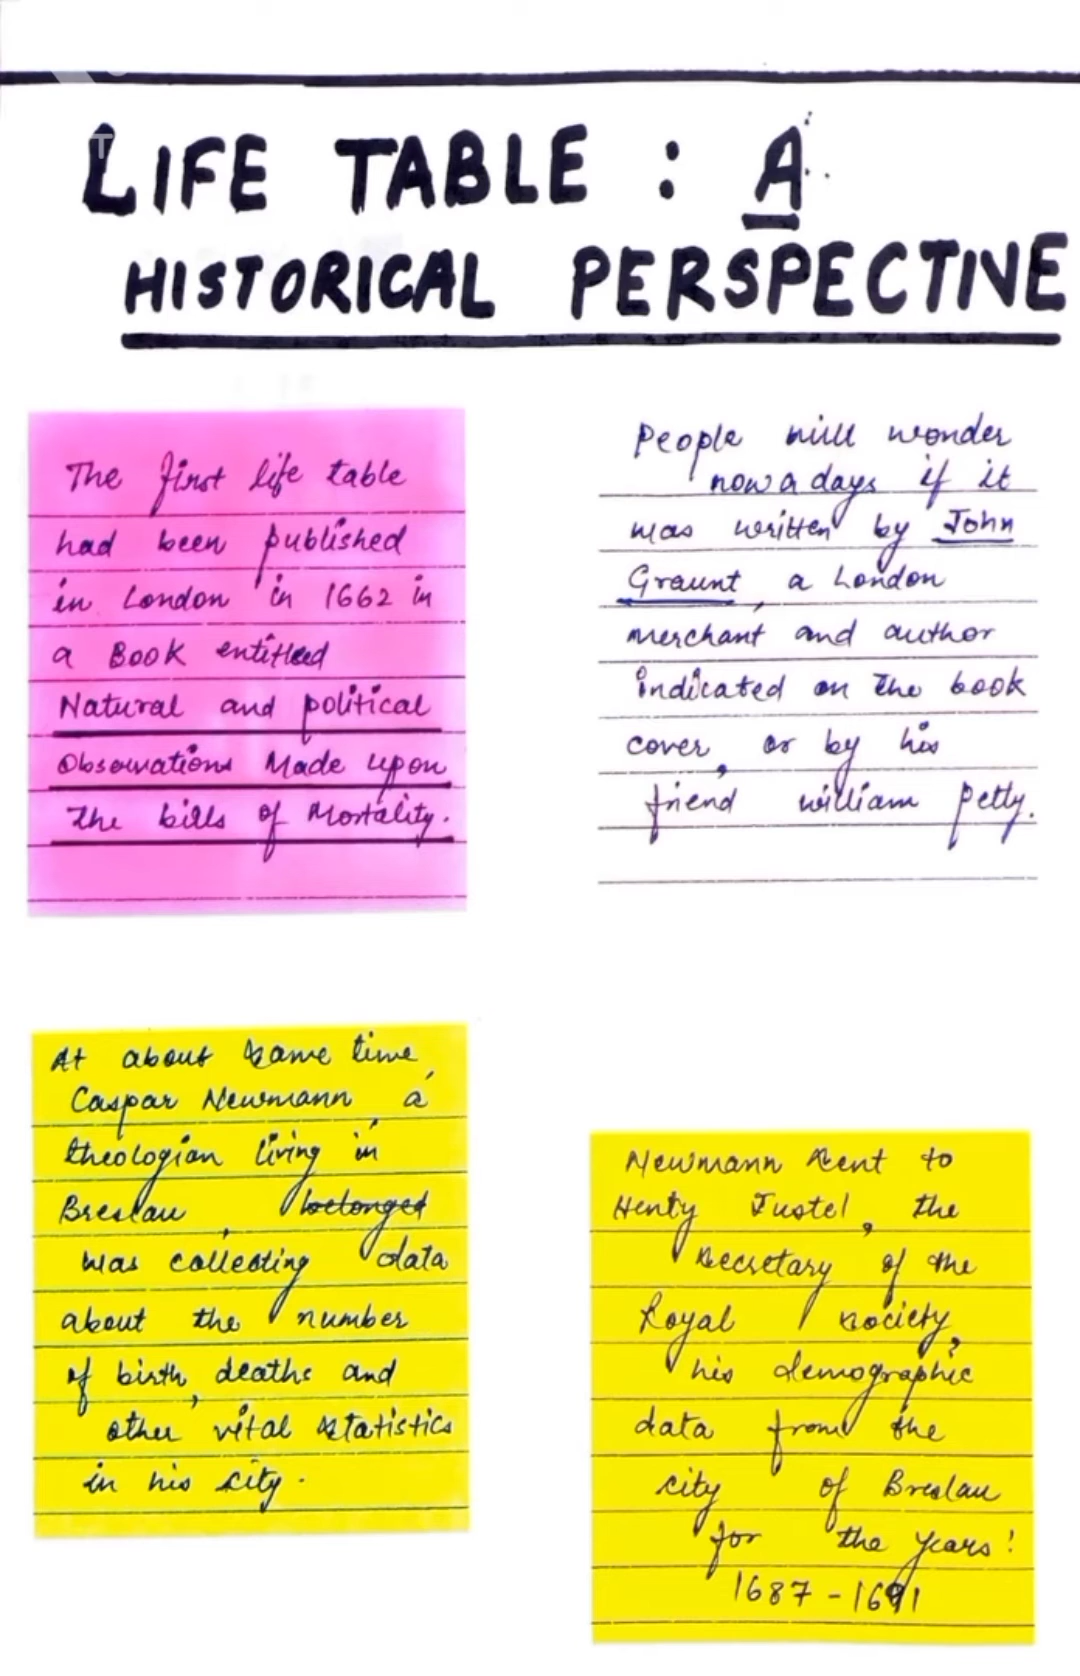 LIFE TABLE : A
HISTORICAL PERSPECTIVE
The first life table
had been published
in London in 1662 in
a Book entitled
Natural and political
Observations Made upon
the bills of Mortality.
People will wonder
nowadays if it
was written by John
Graunt, a London
merchant and author
indicated on the book
cover, or by his
friend william petty.
At about same time,
Caspar Newmann, a
theologian living in
Breslau, belonged
was collecting data
about the number
of birth, deaths and
other vital statistics
in his city.
Newmann sent to
Henty Justel, the
secretary of the
Royal society,
his demographic
data from the
city of Breslau
for the years:
1687-1691